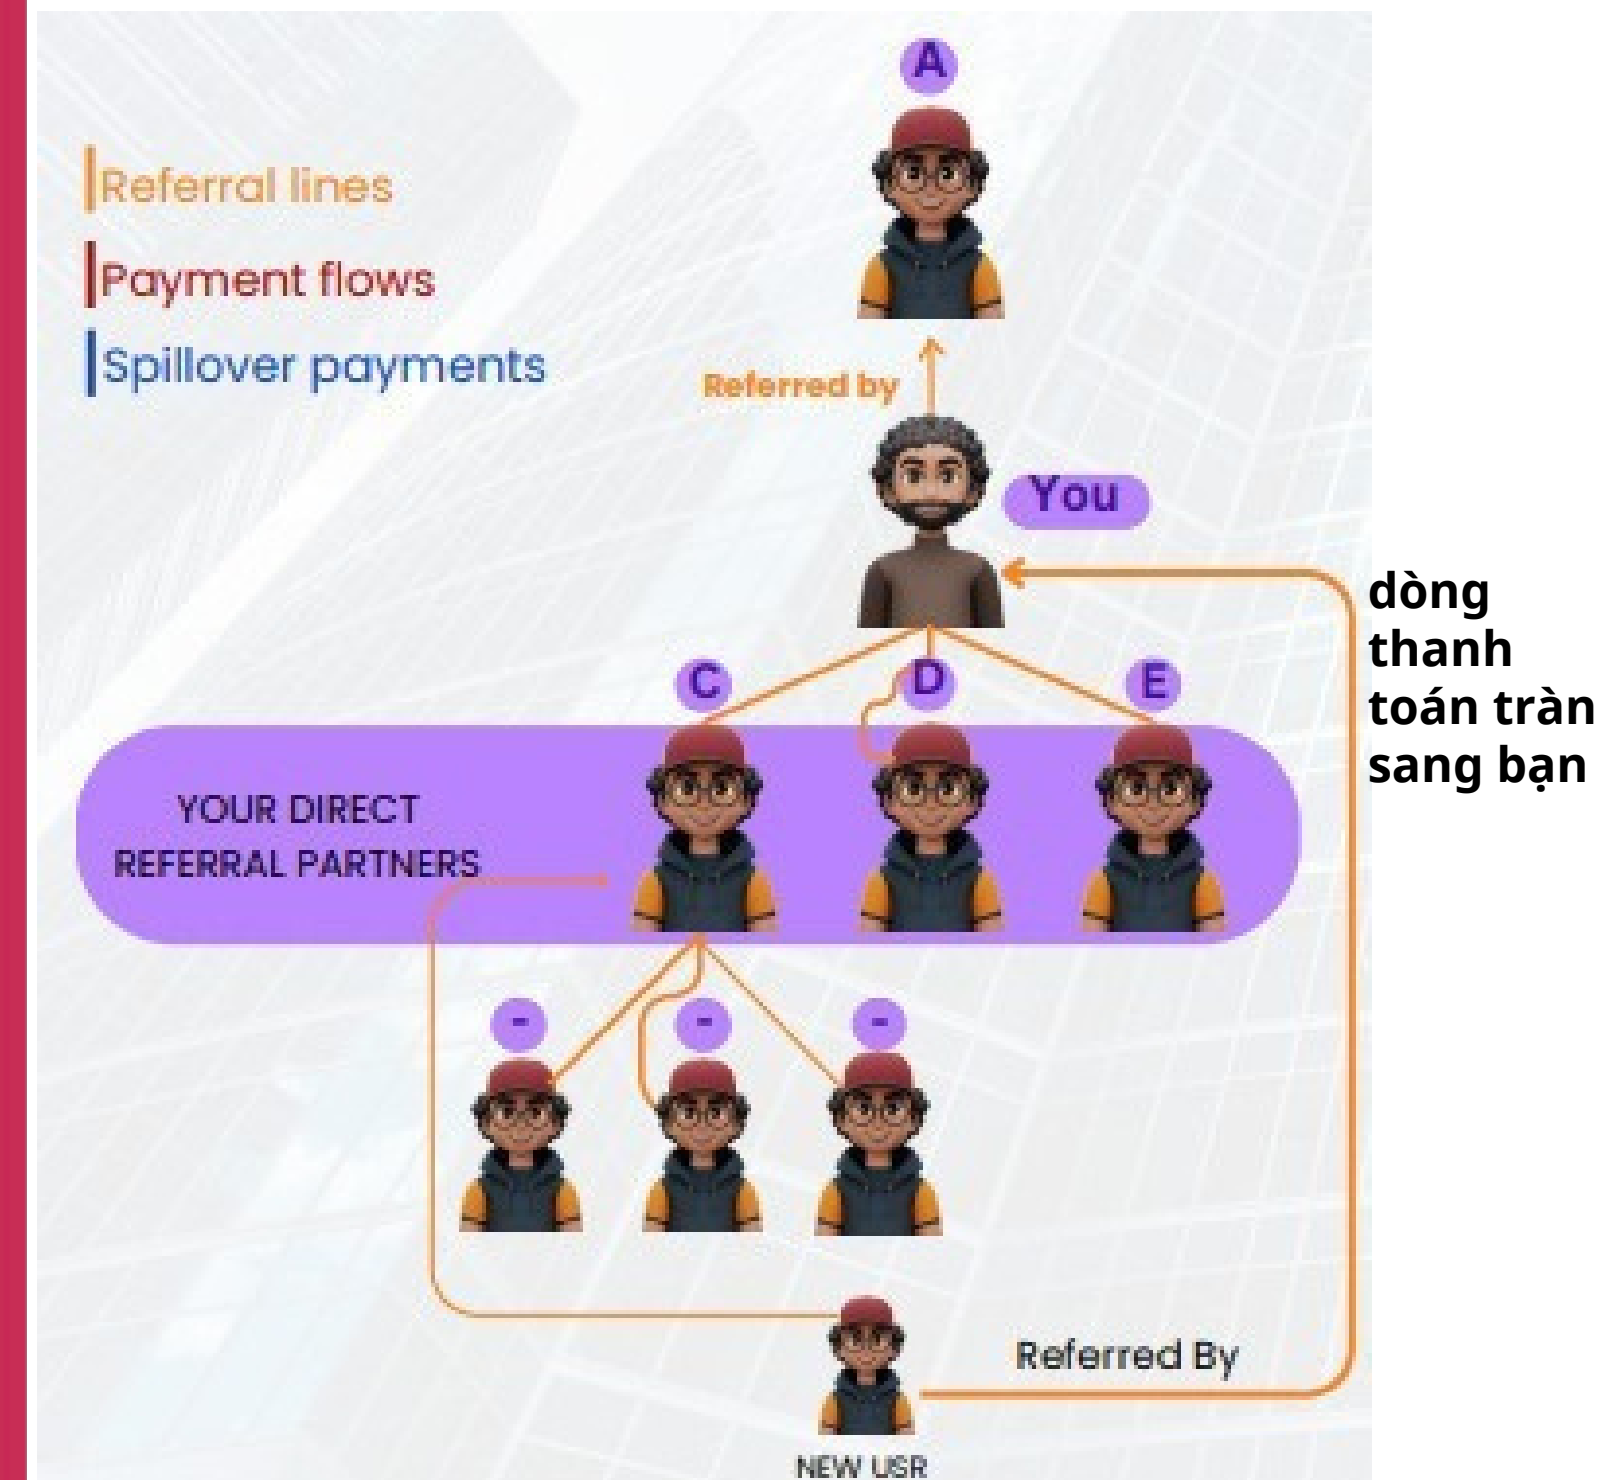 A
Referral lines
Payment flows
Spillover payments
Referred by
You
dòng
thanh
toán tràn
sang bạn
C
D
E
YOUR DIRECT
REFERRAL PARTNERS
-
-
-
Referred By
NEW USR